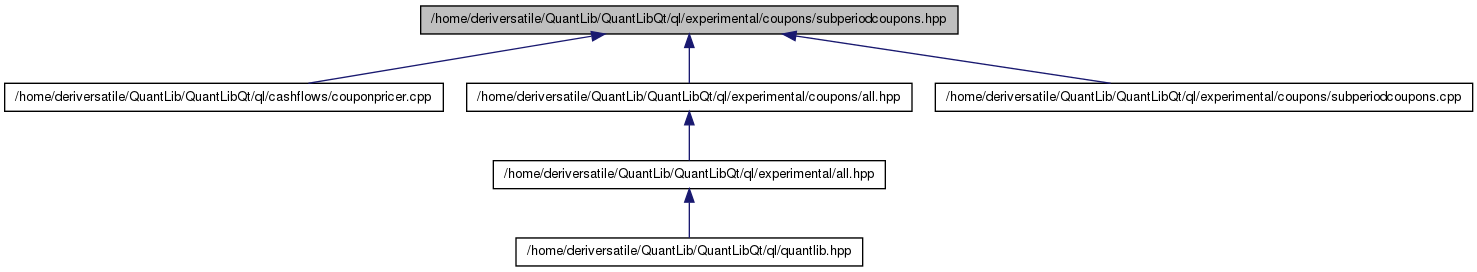 /home/deriversatile/QuantLib/QuantLibQt/ql/experimental/coupons/subperiodcoupons.hpp
/home/deriversatile/QuantLib/QuantLibQt/ql/cashflows/couponpricer.cpp
/home/deriversatile/QuantLib/QuantLibQt/ql/experimental/coupons/all.hpp
/home/deriversatile/QuantLib/QuantLibQt/ql/experimental/coupons/subperiodcoupons.cpp
/home/deriversatile/QuantLib/QuantLibQt/ql/experimental/all.hpp
/home/deriversatile/QuantLib/QuantLibQt/ql/quantlib.hpp